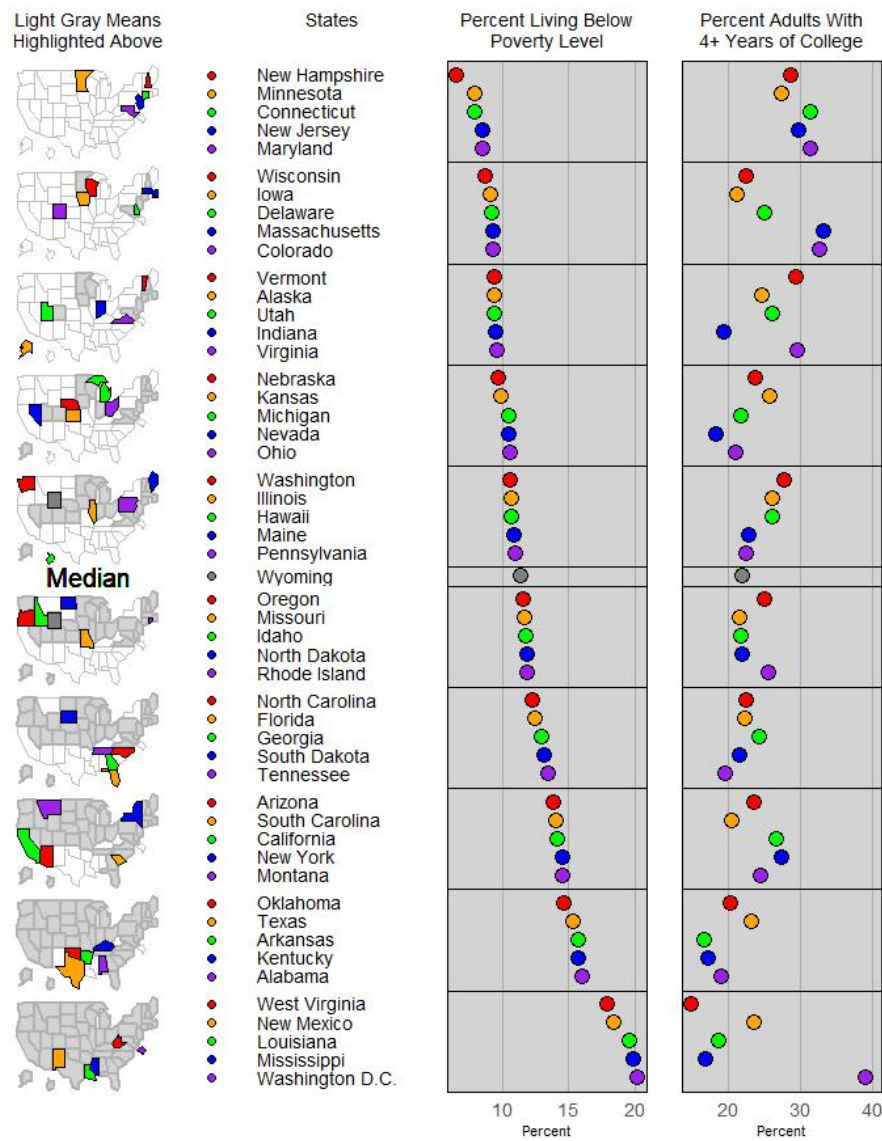 Light Gray Means
Highlighted Above
States
Percent Living Below
Poverty Level
Percent Adults With
4+ Years of College
New Hampshire
Minnesota
Connecticut
New Jersey
Maryland
Wisconsin
Iowa
Delaware
Massachusetts
Colorado
Vermont
Alaska
Utah
Indiana
Virginia
Nebraska
Kansas
Michigan
Nevada
Ohio
Washington
Illinois
Hawaii
Maine
Pennsylvania
Median
Wyoming
Oregon
Missouri
Idaho
North Dakota
Rhode Island
North Carolina
Florida
Georgia
South Dakota
Tennessee
Arizona
South Carolina
California
New York
Montana
Oklahoma
Texas
Arkansas
Kentucky
Alabama
West Virginia
New Mexico
Louisiana
Mississippi
Washington D.C.
10 15 20
20 30 40
Percent
Percent